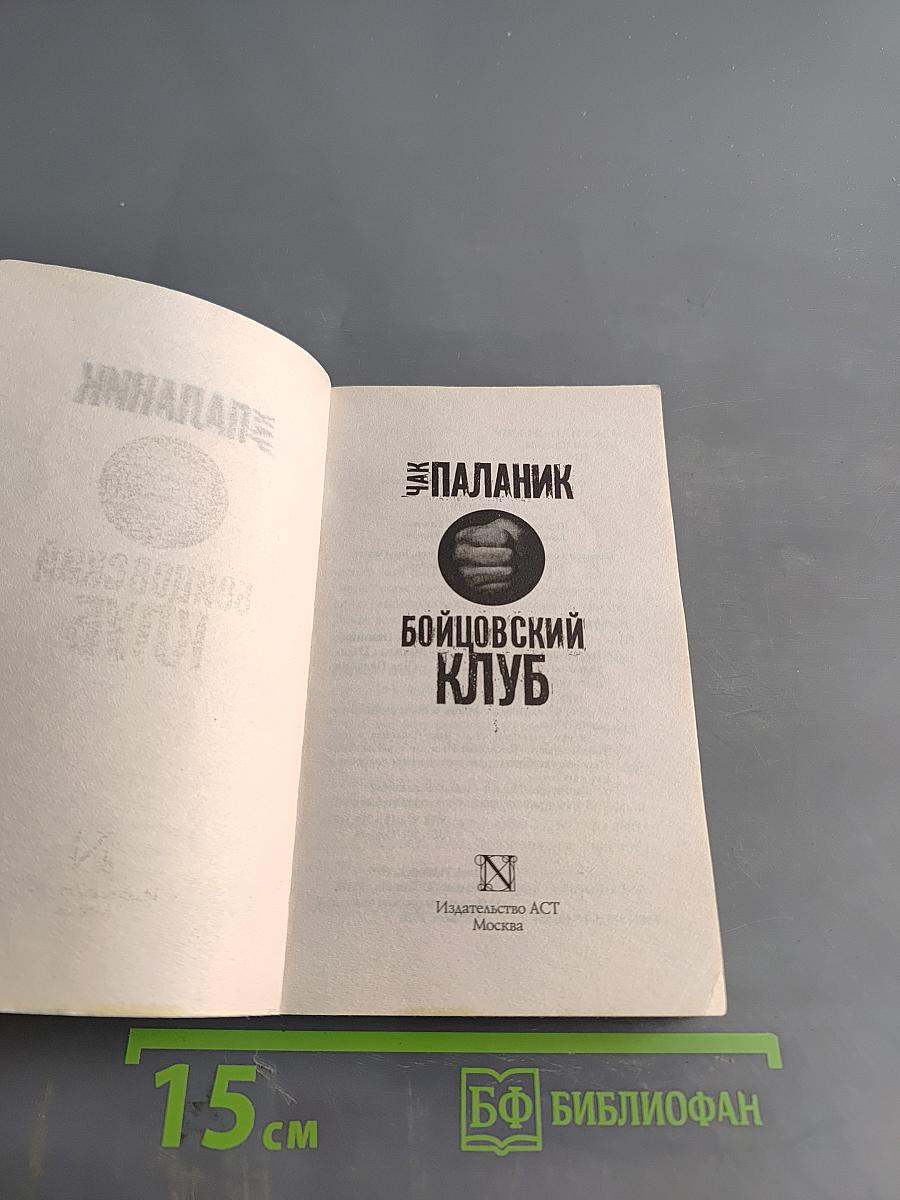 ЧАК ПАЛАНИК
БОЙЦОВСКИЙ
КЛУБ
N
Издательство АСТ
Москва
15 см
БФ БИБЛИОФАН